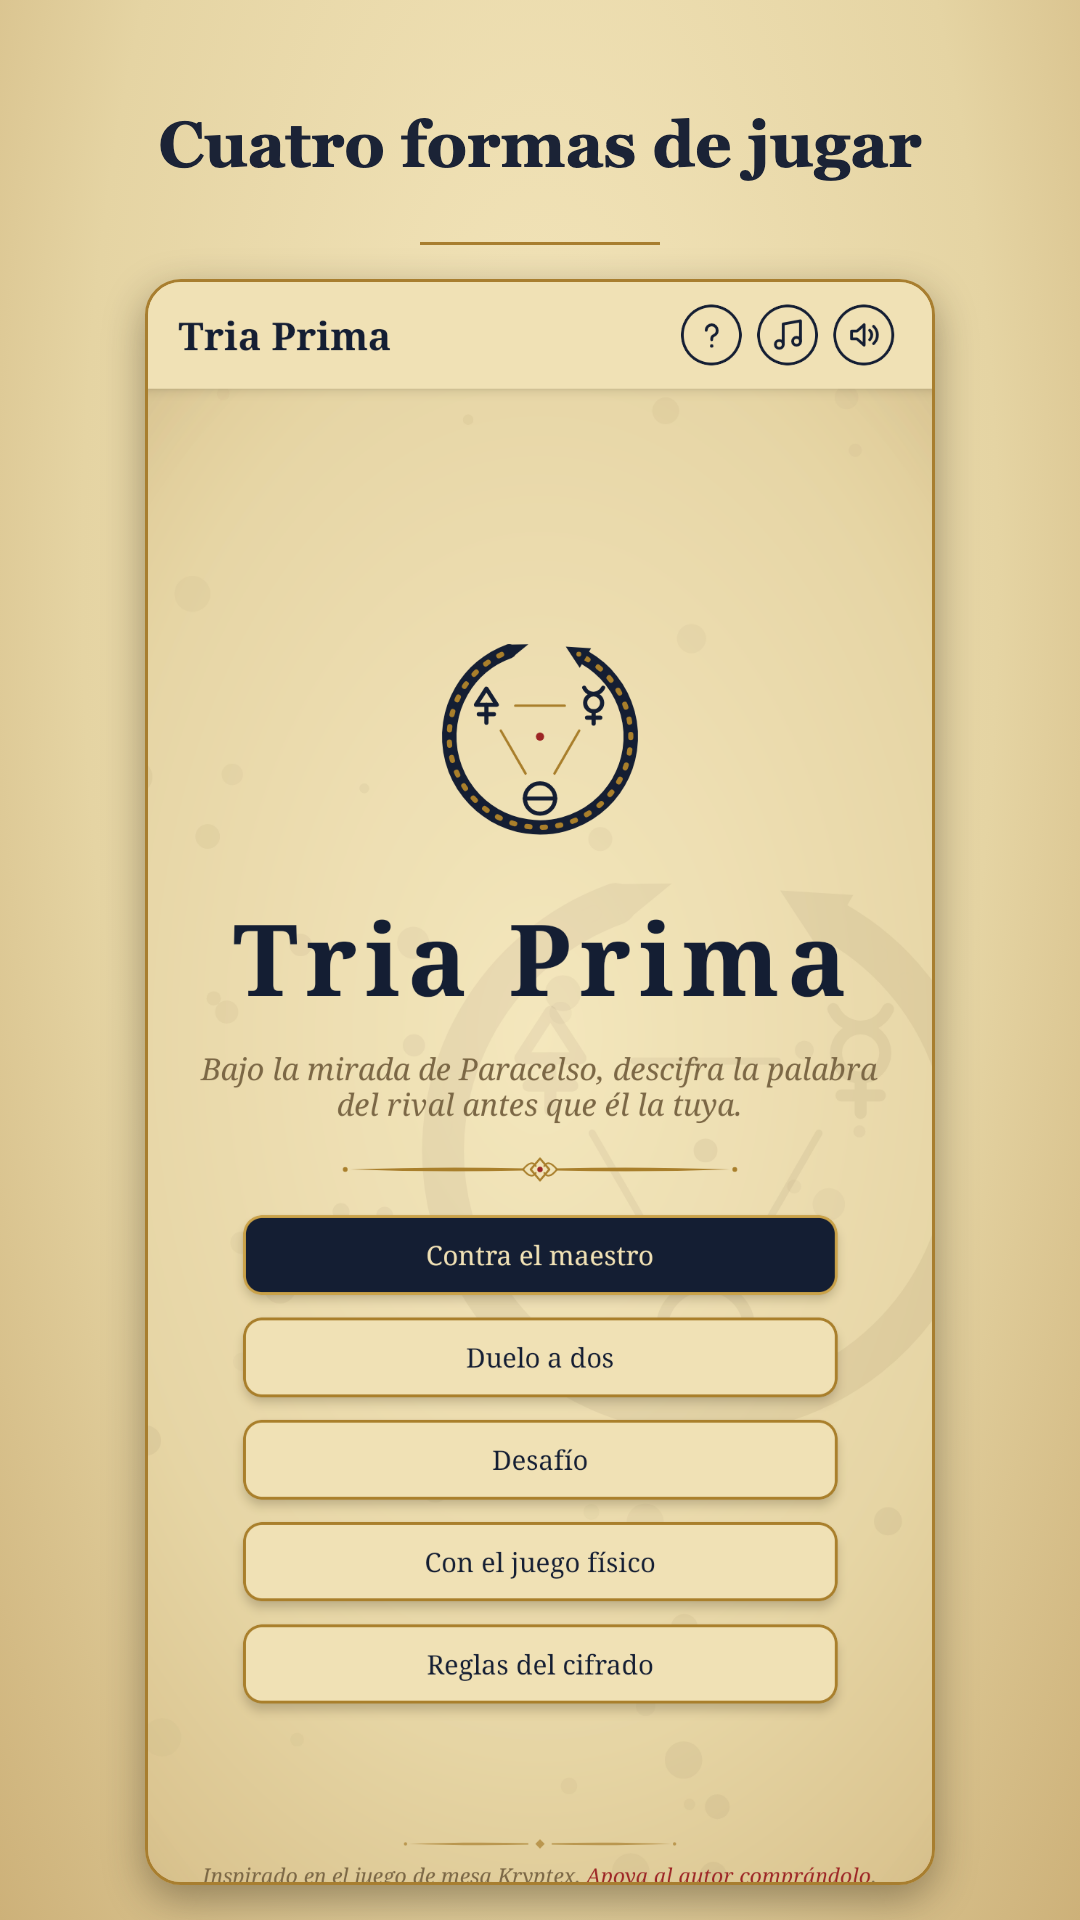 Cuatro formas de jugar
Tria Prima
?
Tria Prima
Bajo la mirada de Paracelso, descifra la palabra
del rival antes que él la tuya.
Contra el maestro
Duelo a dos
Desafío
Con el juego físico
Reglas del cifrado
Inspirado en el juego de mesa Kryptex. Apoya al autor comprándolo.